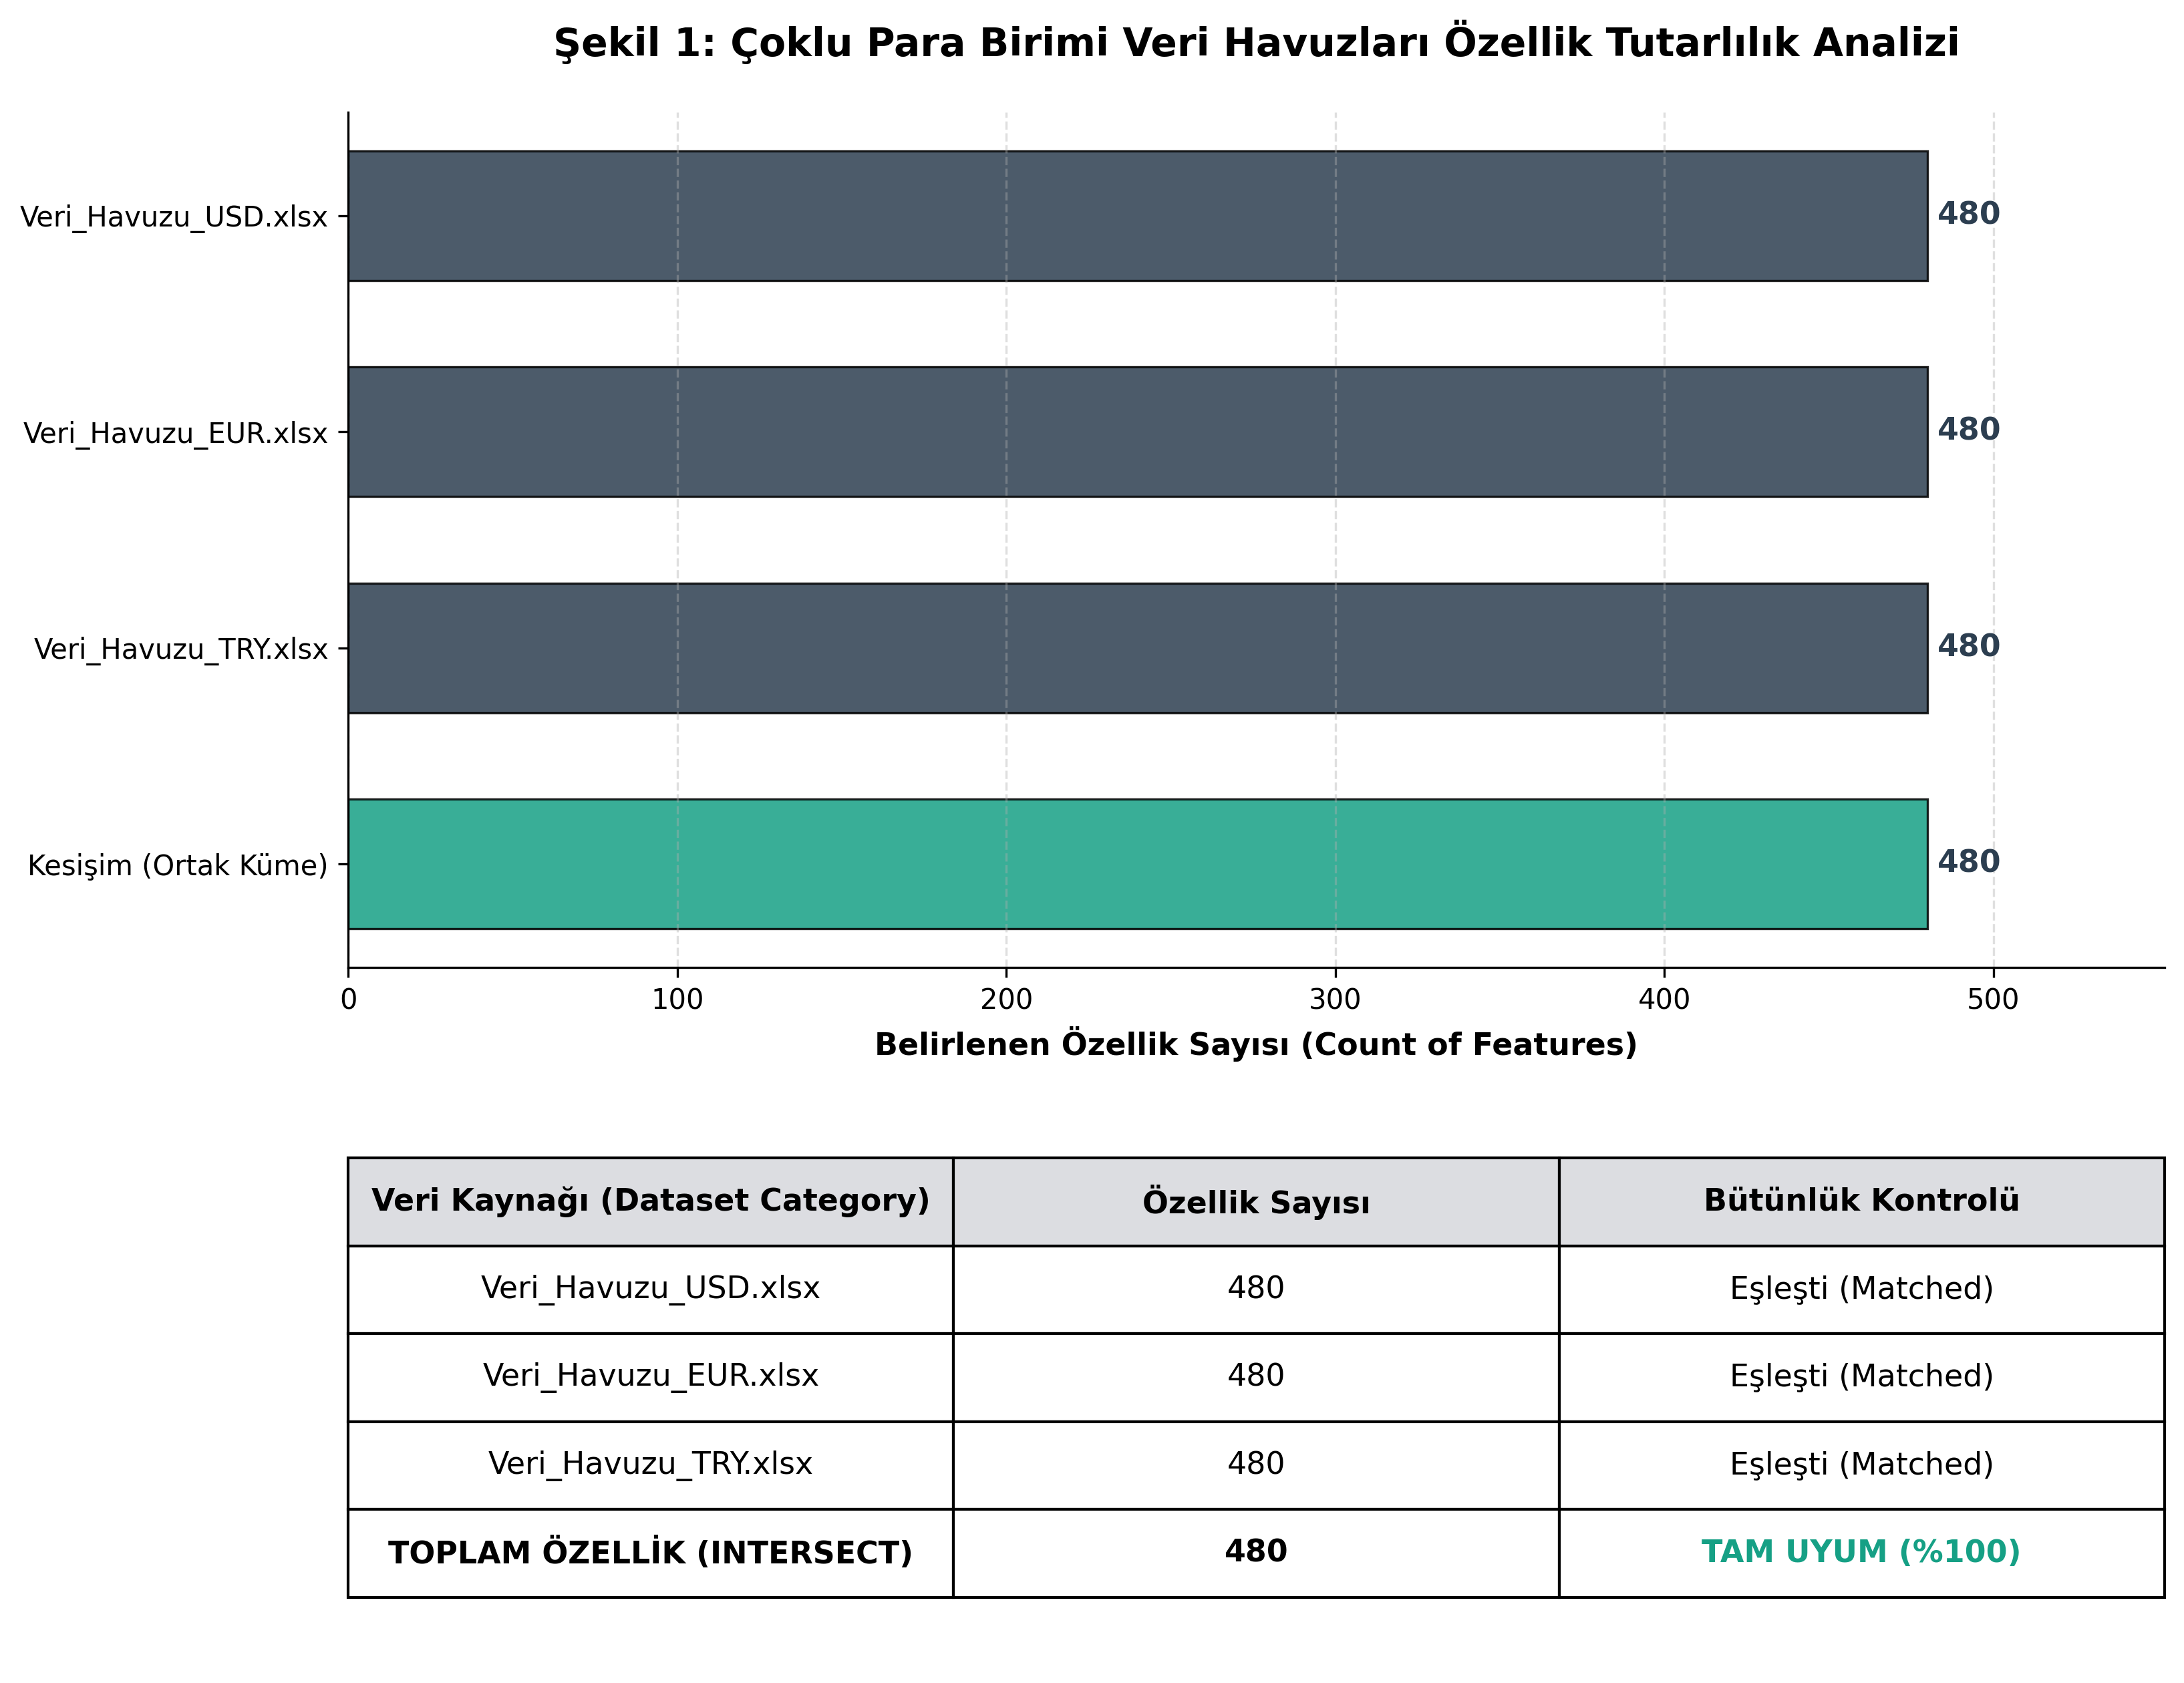 Şekil 1: Çoklu Para Birimi Veri Havuzları Özellik Tutarlılık Analizi
Veri_Havuzu_USD.xlsx
480
Veri_Havuzu_EUR.xlsx
480
Veri_Havuzu_TRY.xlsx
480
Kesişim (Ortak Küme)
480
0 100 200 300 400 500
Belirlenen Özellik Sayısı (Count of Features)
Veri Kaynağı (Dataset Category) Özellik Sayısı Bütünlük Kontrolü
Veri_Havuzu_USD.xlsx 480 Eşleşti (Matched)
Veri_Havuzu_EUR.xlsx 480 Eşleşti (Matched)
Veri_Havuzu_TRY.xlsx 480 Eşleşti (Matched)
TOPLAM ÖZELLİK (INTERSECT) 480 TAM UYUM (%100)